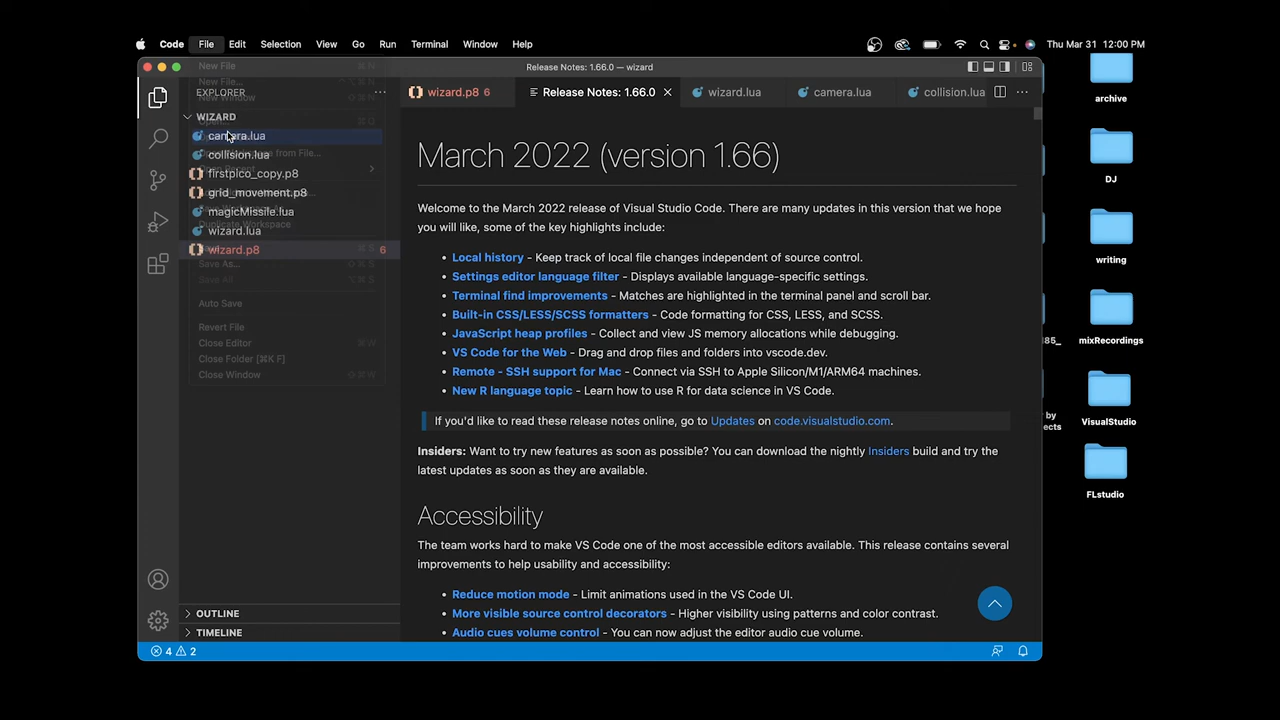 Code File Edit Selection View Run Go Terminal Window Help Thu Mar 31 12:00 PM
Release Notes: 1.66.0 — wizard
EXPLORER
wizard.p8 6
Release Notes: 1.66.0
wizard.lua
camera.lua
collision.lua
New File
New File...
New Window
WIZARD
camera.lua
collision.lua
firstpico_copy.p8
grid_movement.p8
magicMissile.lua
Duplicate Workspace
wizard.lua
wizard.p8 6
Save As...
Save All
Auto Save
Revert File
Close Editor ⌘W
Close Folder [⌘K F]
Close Window ⇧⌘W
OUTLINE
TIMELINE
4 2
March 2022 (version 1.66)
Welcome to the March 2022 release of Visual Studio Code. There are many updates in this version that we hope
you will like, some of the key highlights include:
• Local history - Keep track of local file changes independent of source control.
• Settings editor language filter - Displays available language-specific settings.
• Terminal find improvements - Matches are highlighted in the terminal panel and scroll bar.
• Built-in CSS/LESS/SCSS formatters - Code formatting for CSS, LESS, and SCSS.
• JavaScript heap profiles - Collect and view JS memory allocations while debugging.
• VS Code for the Web - Drag and drop files and folders into vscode.dev.
• Remote - SSH support for Mac - Connect via SSH to Apple Silicon/M1/ARM64 machines.
• New R language topic - Learn how to use R for data science in VS Code.
If you'd like to read these release notes online, go to Updates on code.visualstudio.com.
Insiders: Want to try new features as soon as possible? You can download the nightly Insiders build and try the
latest updates as soon as they are available.
Accessibility
The team works hard to make VS Code one of the most accessible editors available. This release contains several
improvements to help usability and accessibility:
• Reduce motion mode - Limit animations used in the VS Code UI.
• More visible source control decorators - Higher visibility using patterns and color contrast.
• Audio cues volume control - You can now adjust the editor audio cue volume.
archive
DJ
writing
mixRecordings
VisualStudio
FLstudio
85_
by
ects